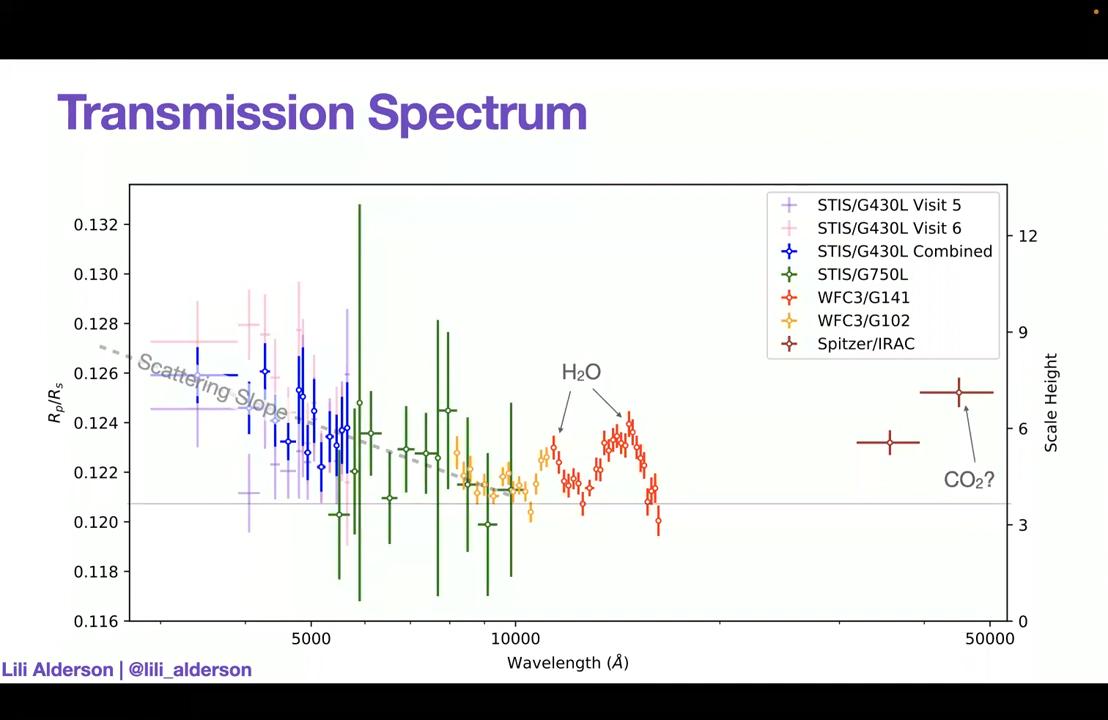 Transmission Spectrum
STIS/G430L Visit 5
STIS/G430L Visit 6
STIS/G430L Combined
STIS/G750L
WFC3/G141
WFC3/G102
Spitzer/IRAC
0.132
0.130
0.128
0.126
0.124
0.122
0.120
0.118
0.116
Rp/Rs
Scattering Slope
H₂O
CO₂?
12
9
6
3
0
Scale Height
5000
10000
50000
Wavelength (Å)
Lili Alderson | @lili_alderson